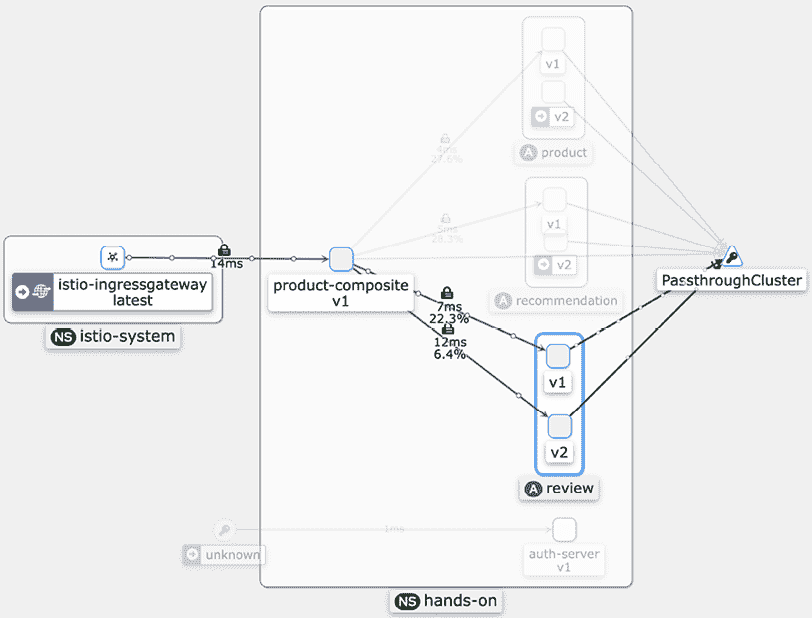 v1
v2
A product
4ms
27.6%
v1
v2
A recommendation
5ms
28.3%
istio-ingressgateway
latest
NS istio-system
14ms
product-composite
v1
PassthroughCluster
7ms
22.3%
12ms
6.4%
v1
v2
A review
unknown
1ms
auth-server
v1
NS hands-on